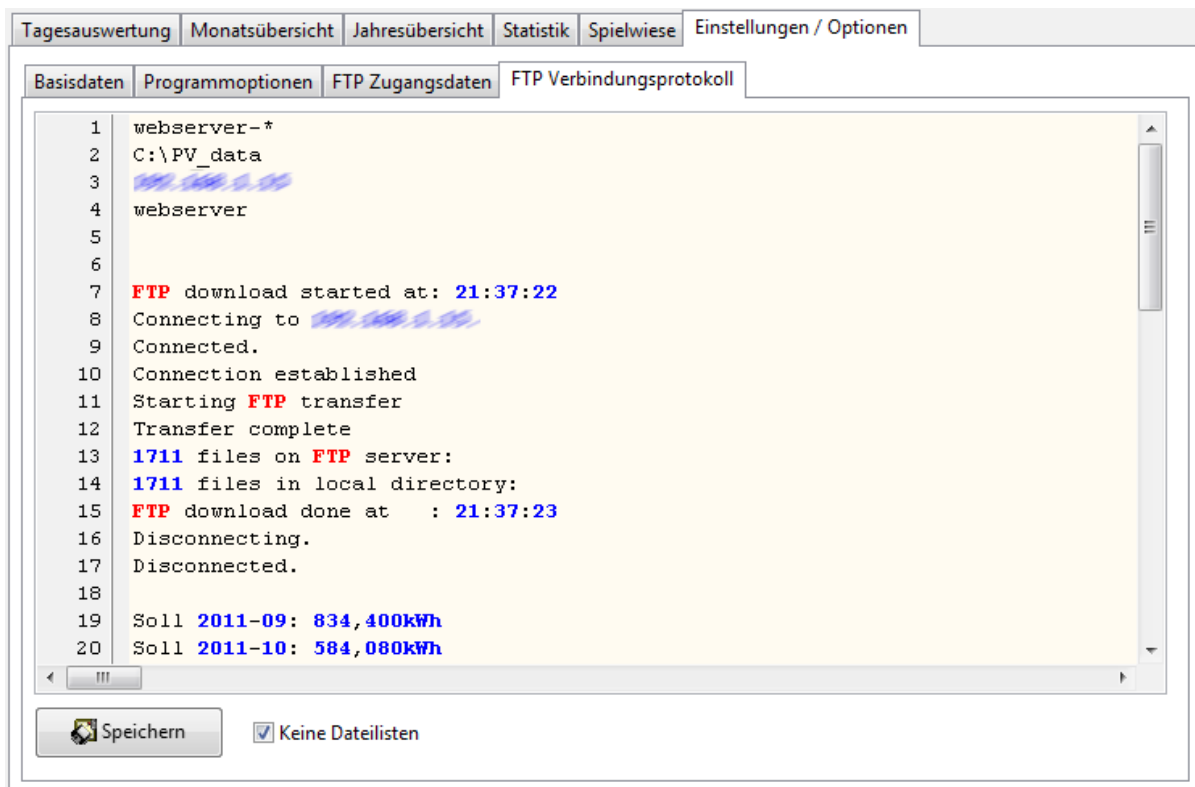 Tagesauswertung Monatsübersicht Jahresübersicht Statistik Spielwiese Einstellungen / Optionen
Basisdaten Programmoptionen FTP Zugangsdaten FTP Verbindungsprotokoll
1 webserver-*
2 C:\PV_data
3
4 webserver
5
6
7 FTP download started at: 21:37:22
8 Connecting to
9 Connected.
10 Connection established
11 Starting FTP transfer
12 Transfer complete
13 1711 files on FTP server:
14 1711 files in local directory:
15 FTP download done at   : 21:37:23
16 Disconnecting.
17 Disconnected.
18
19 Soll 2011-09: 834,400kWh
20 Soll 2011-10: 584,080kWh
Speichern Keine Dateilisten